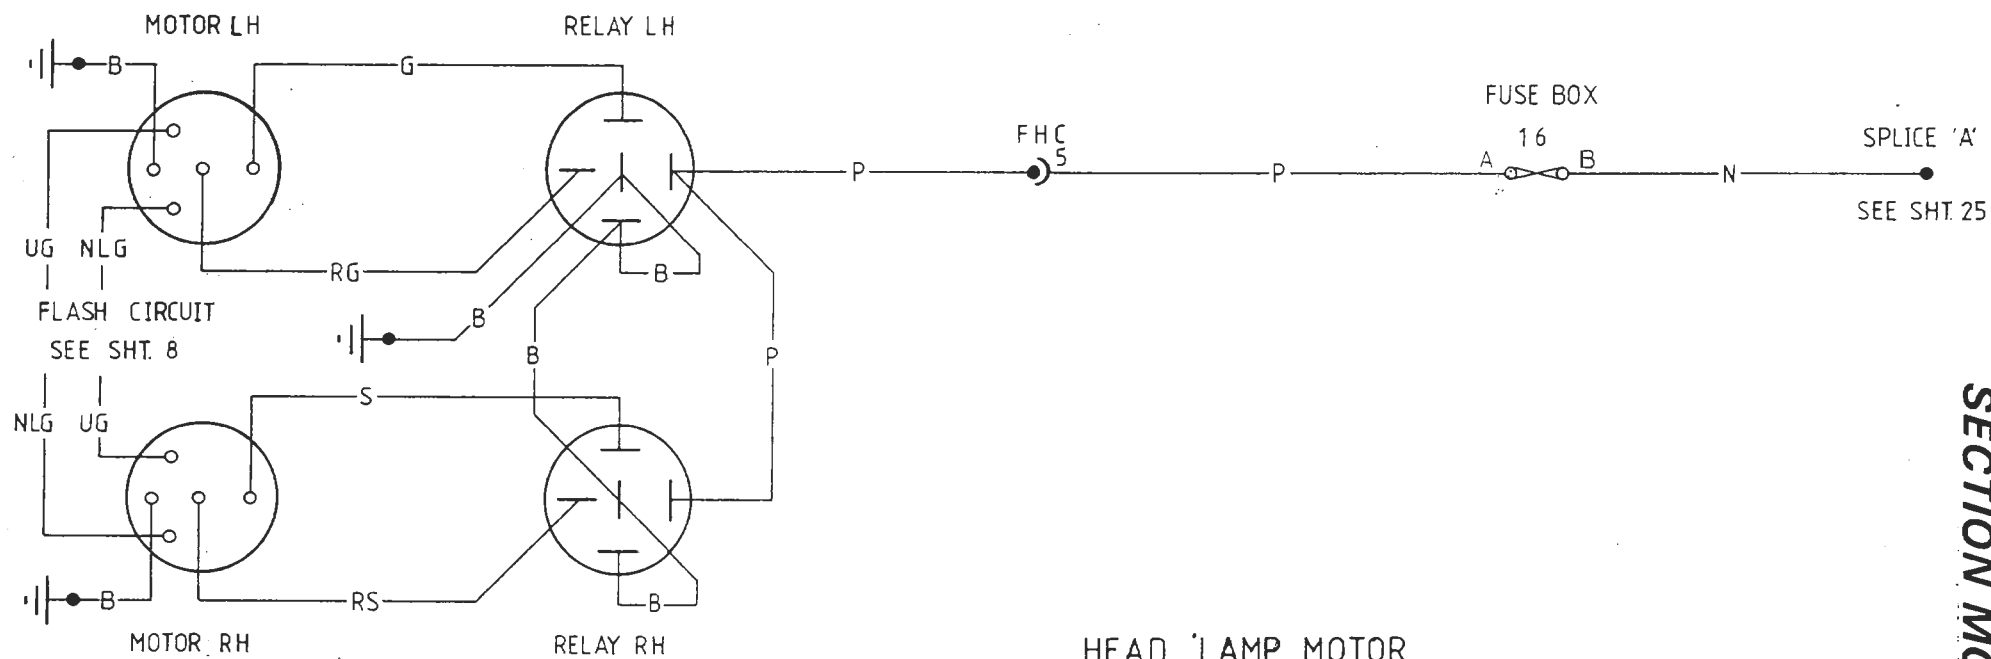 MOTOR LH
RELAY LH
B
G
FUSE BOX
FHC
16
SPLICE 'A'
5
A
B
P
P
N
SEE SHT. 25
UG
NLG
RG
B
FLASH CIRCUIT
B
SEE SHT. 8
B
P
S
NLG
UG
B
RS
B
MOTOR RH
RELAY RH
HEAD LAMP MOTOR
SECTION